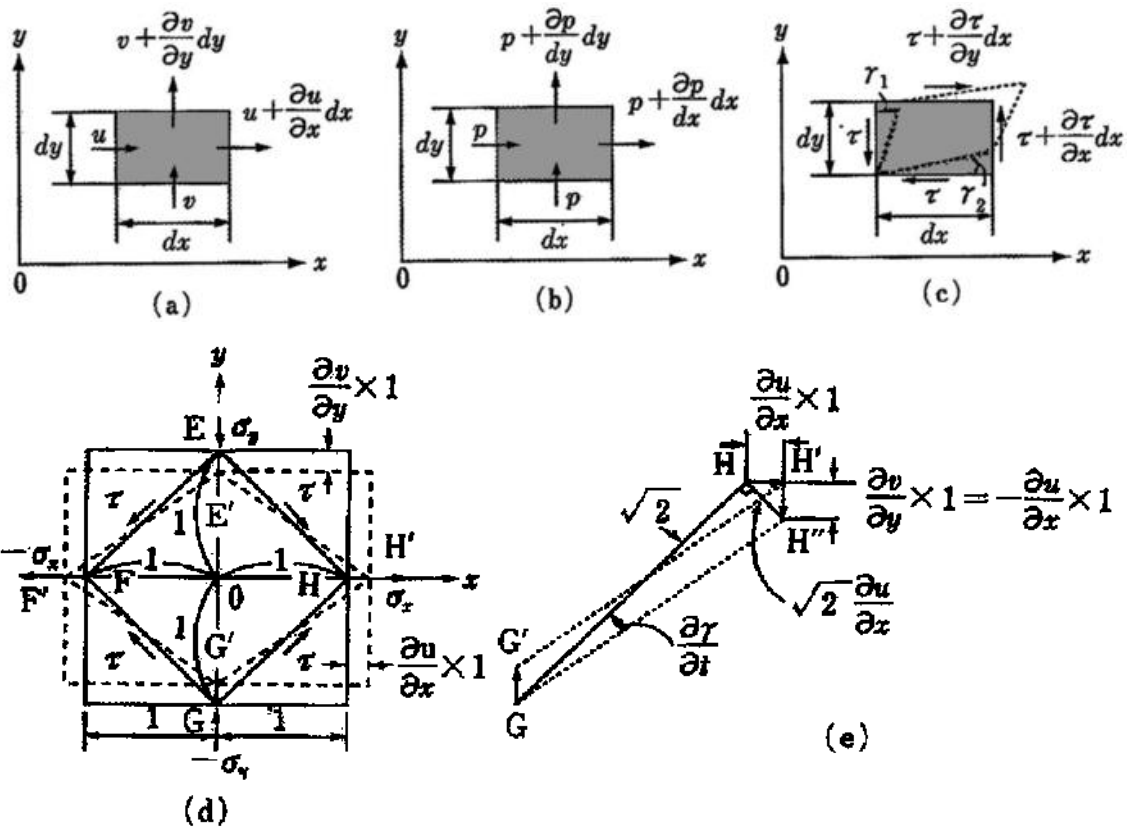 y
v + ∂v/∂y dy
u + ∂u/∂x dx
dy
u
v
dx
0
x
(a)
y
p + ∂p/dy dy
p + ∂p/dx dx
dy
p
p
dx
0
x
(b)
y
τ + ∂τ/∂y dx
γ₁
dy
τ
τ + ∂τ/∂x dx
τ
γ₂
dx
0
x
(c)
y
∂v/∂y × 1
E
σy
τ
τ
1
E′
−σx
1
1
H′
F′
F
0
H
x
σx
1
G′
τ
τ
∂u/∂x × 1
G
1
1
−σy
(d)
∂u/∂x × 1
H
H′
√2
∂v/∂y × 1 = −∂u/∂x × 1
H″
√2 ∂u/∂x
G′
∂γ/∂t
G
(e)